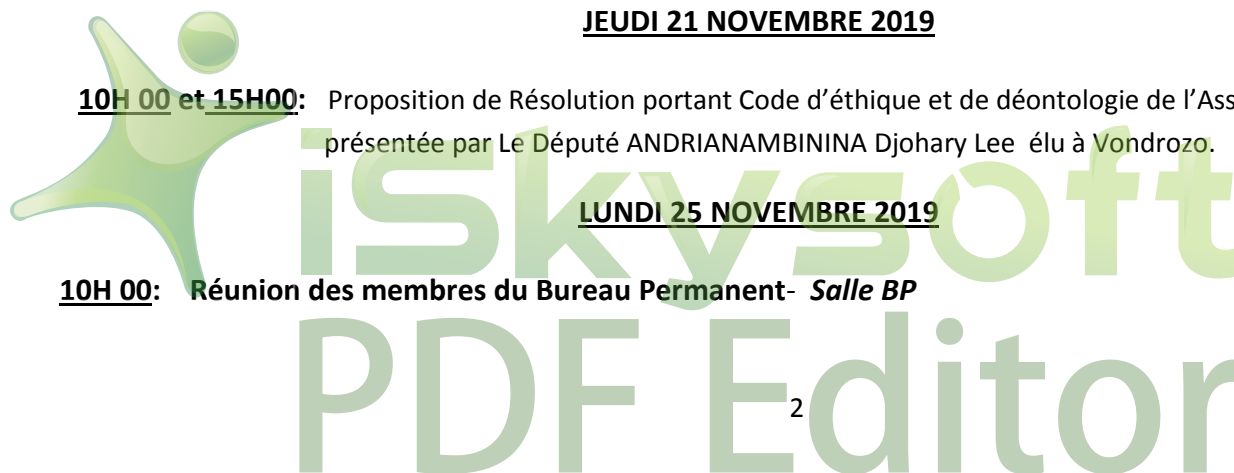 JEUDI 21 NOVEMBRE 2019
10H 00 et 15H00: Proposition de Résolution portant Code d’éthique et de déontologie de l’Ass
présentée par Le Député ANDRIANAMBININA Djohary Lee élu à Vondrozo.
LUNDI 25 NOVEMBRE 2019
10H 00: Réunion des membres du Bureau Permanent- Salle BP
iSkysoft
PDF Editor
2